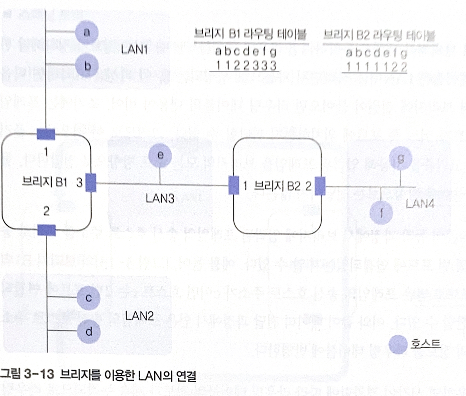 브리지 B1 라우팅 테이블
a b c d e f g
1 1 2 2 3 3 3
브리지 B2 라우팅 테이블
a b c d e f g
1 1 1 1 1 2 2
a
LAN1
b
1
브리지 B1 3
2
e
LAN3
1 브리지 B2 2
g
f
LAN4
c
LAN2
d
호스트
그림 3-13 브리지를 이용한 LAN의 연결